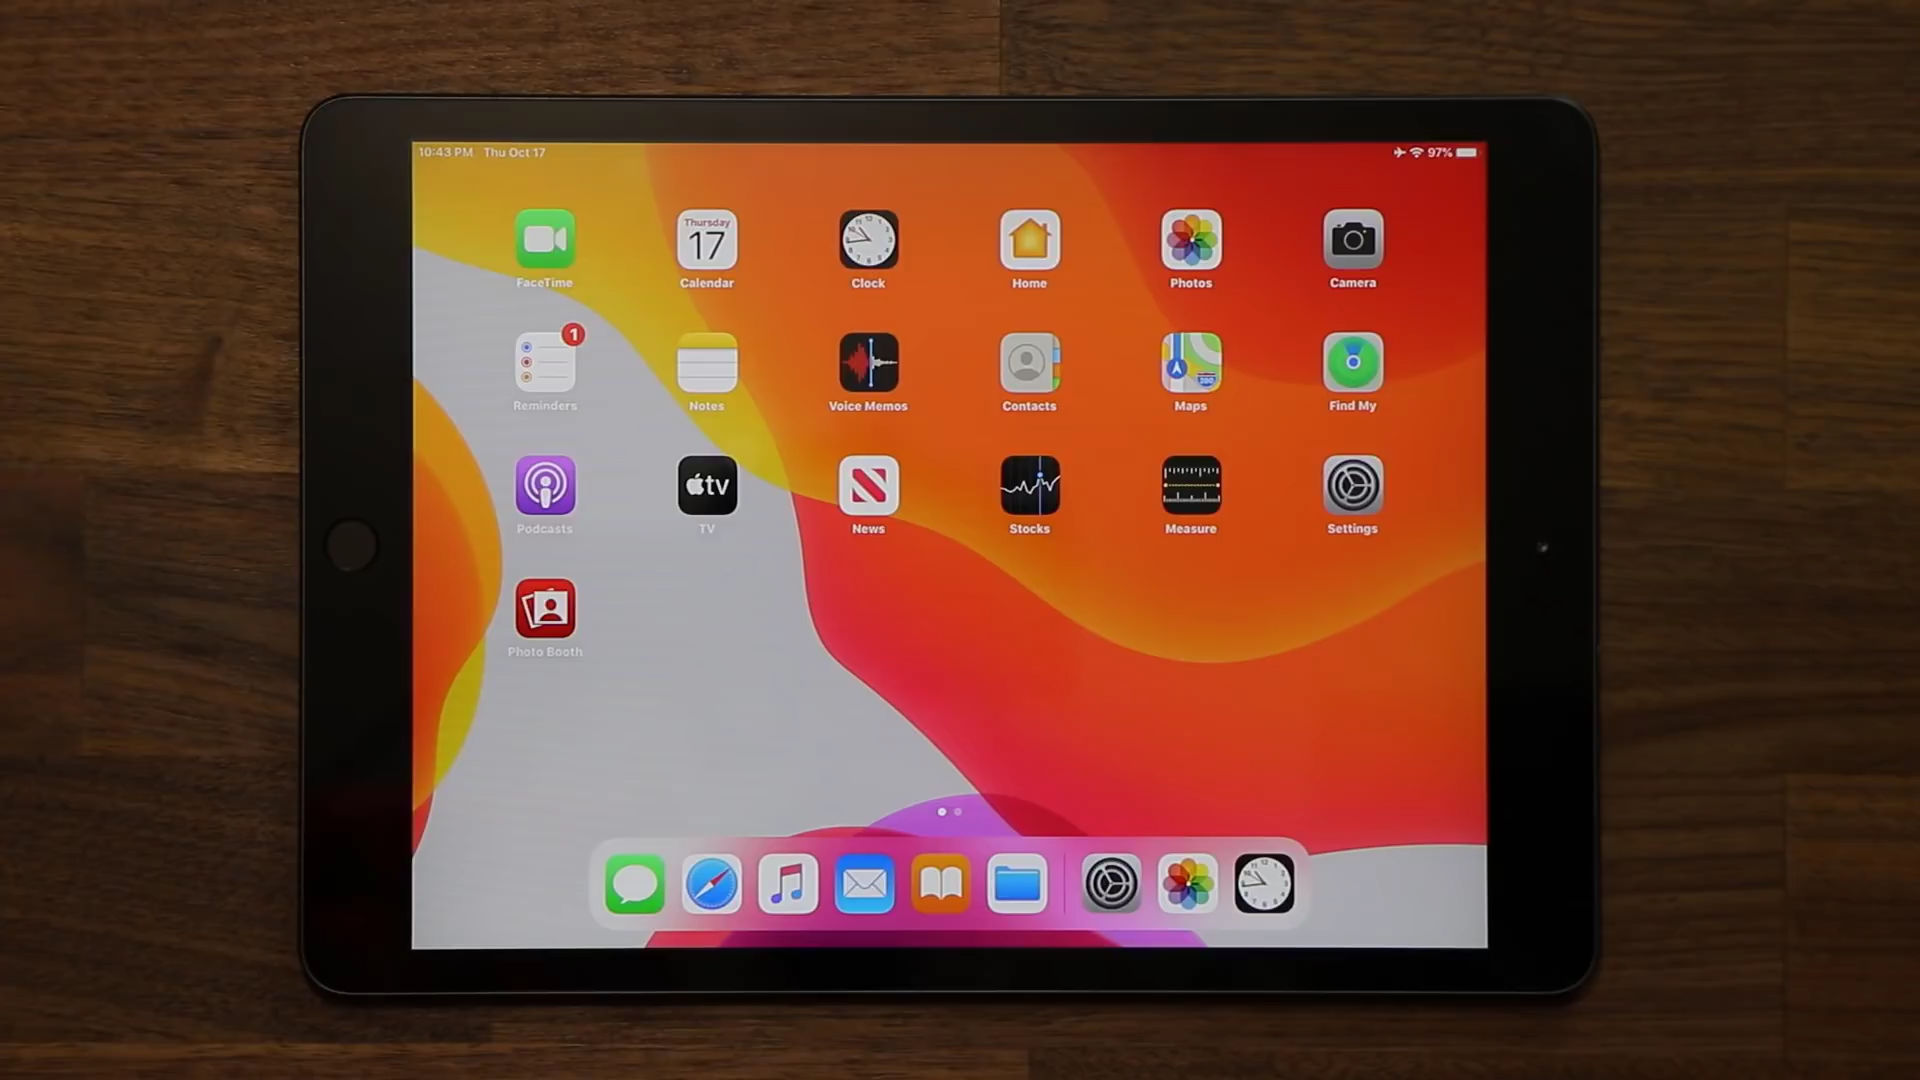 10:43 PM Thu Oct 17
97%
Thursday
17
FaceTime
Calendar
Clock
Home
Photos
Camera
1
Reminders
Notes
Voice Memos
Contacts
Maps
Find My
tv
Podcasts
TV
News
Stocks
Measure
Settings
Photo Booth